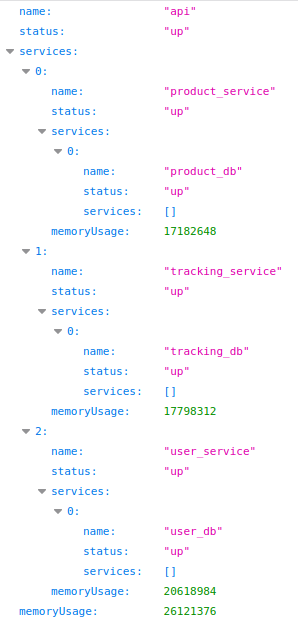 name: "api"
status: "up"
services:
0:
name: "product_service"
status: "up"
services:
0:
name: "product_db"
status: "up"
services: []
memoryUsage: 17182648
1:
name: "tracking_service"
status: "up"
services:
0:
name: "tracking_db"
status: "up"
services: []
memoryUsage: 17798312
2:
name: "user_service"
status: "up"
services:
0:
name: "user_db"
status: "up"
services: []
memoryUsage: 20618984
memoryUsage: 26121376